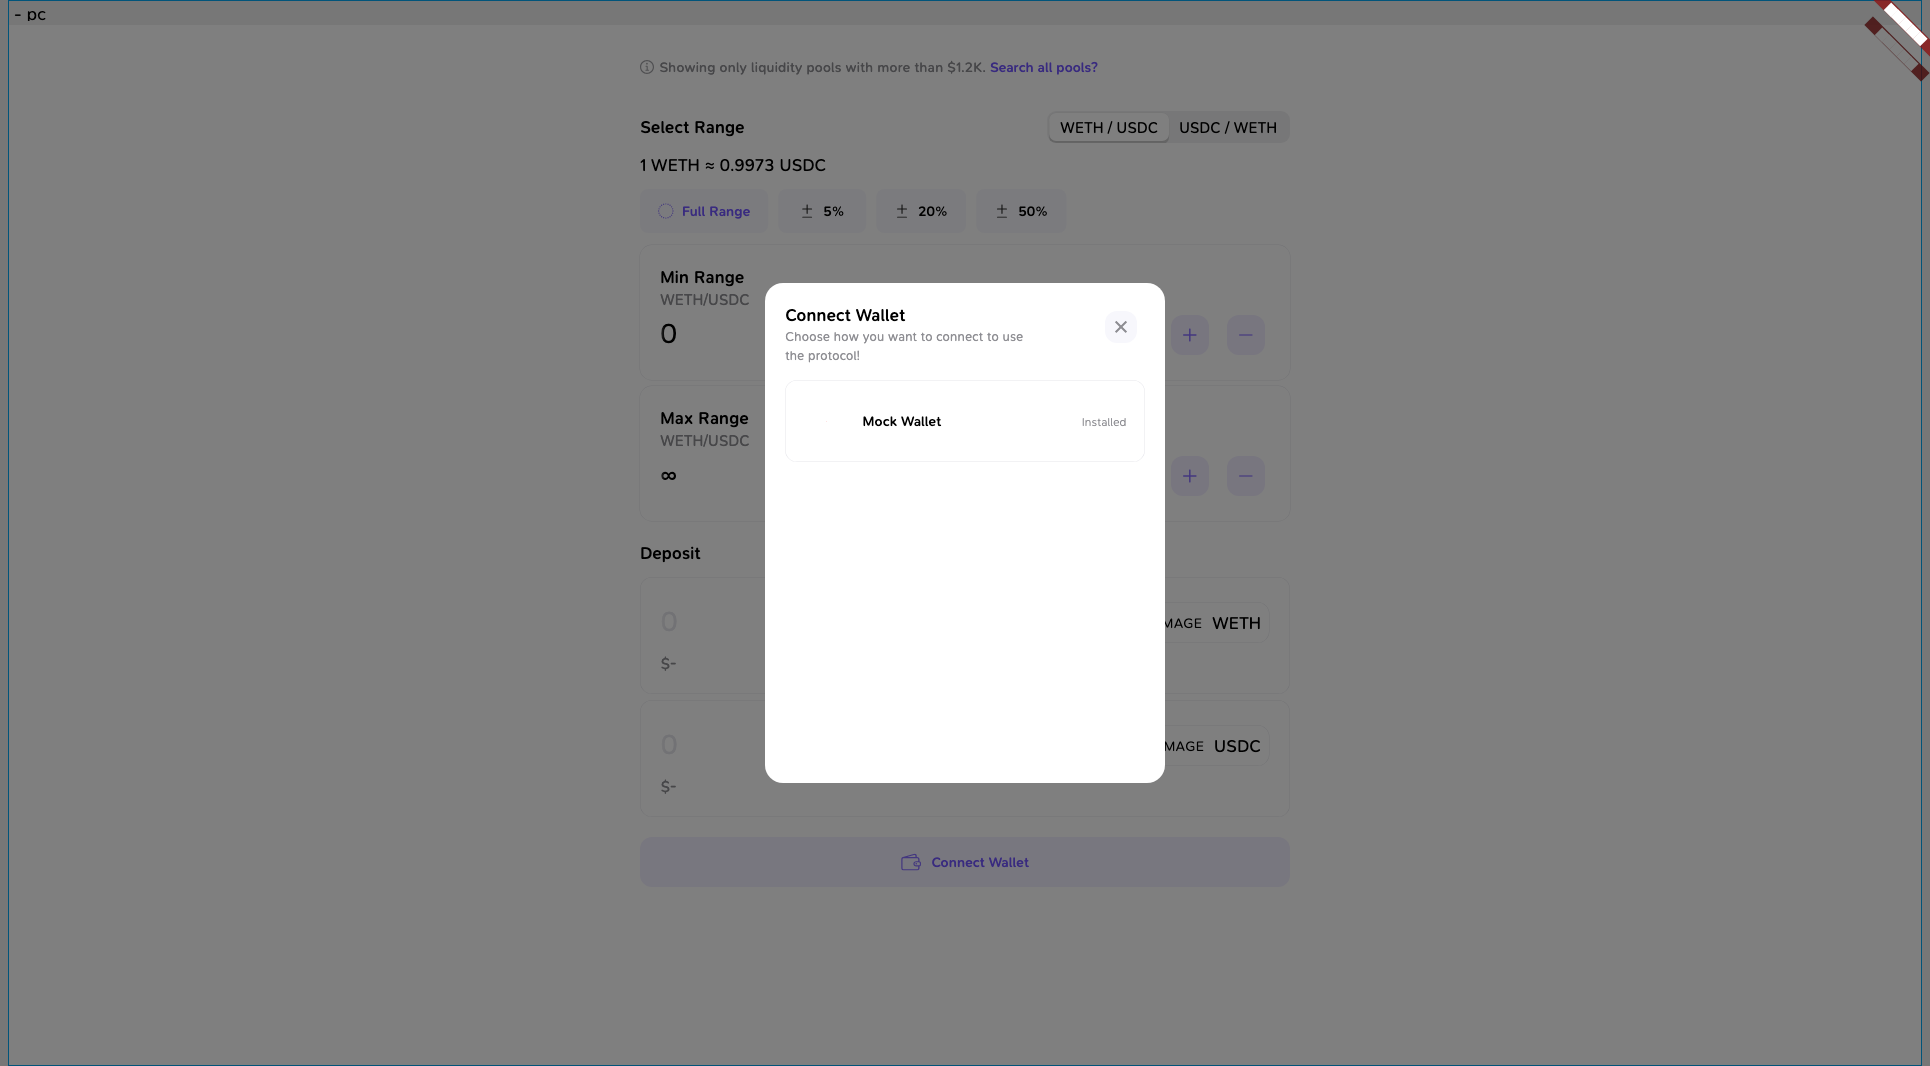 - pc
Showing only liquidity pools with more than $1.2K. Search all pools?
Select Range
WETH / USDC USDC / WETH
1 WETH ≈ 0.9973 USDC
Full Range ± 5% ± 20% ± 50%
Min Range
WETH/USDC
0
Max Range
WETH/USDC
∞
Connect Wallet
Choose how you want to connect to use
the protocol!
Mock Wallet Installed
Deposit
0
MAGE WETH
$-
0
MAGE USDC
$-
Connect Wallet